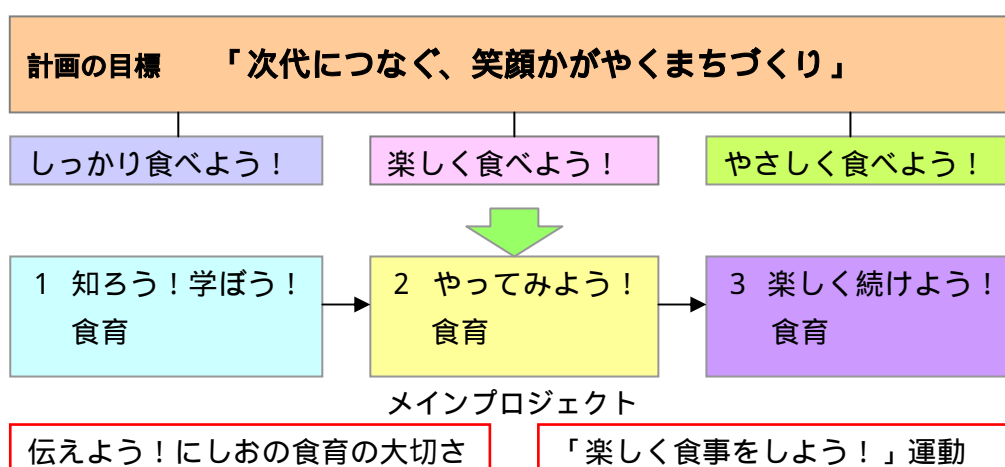 計画の目標 「次代につなぐ、笑顔かがやくまちづくり」
しっかり食べよう！
楽しく食べよう！
やさしく食べよう！
1 知ろう！学ぼう！
食育
2 やってみよう！
食育
3 楽しく続けよう！
食育
メインプロジェクト
伝えよう！にしおの食育の大切さ
「楽しく食事をしよう！」運動